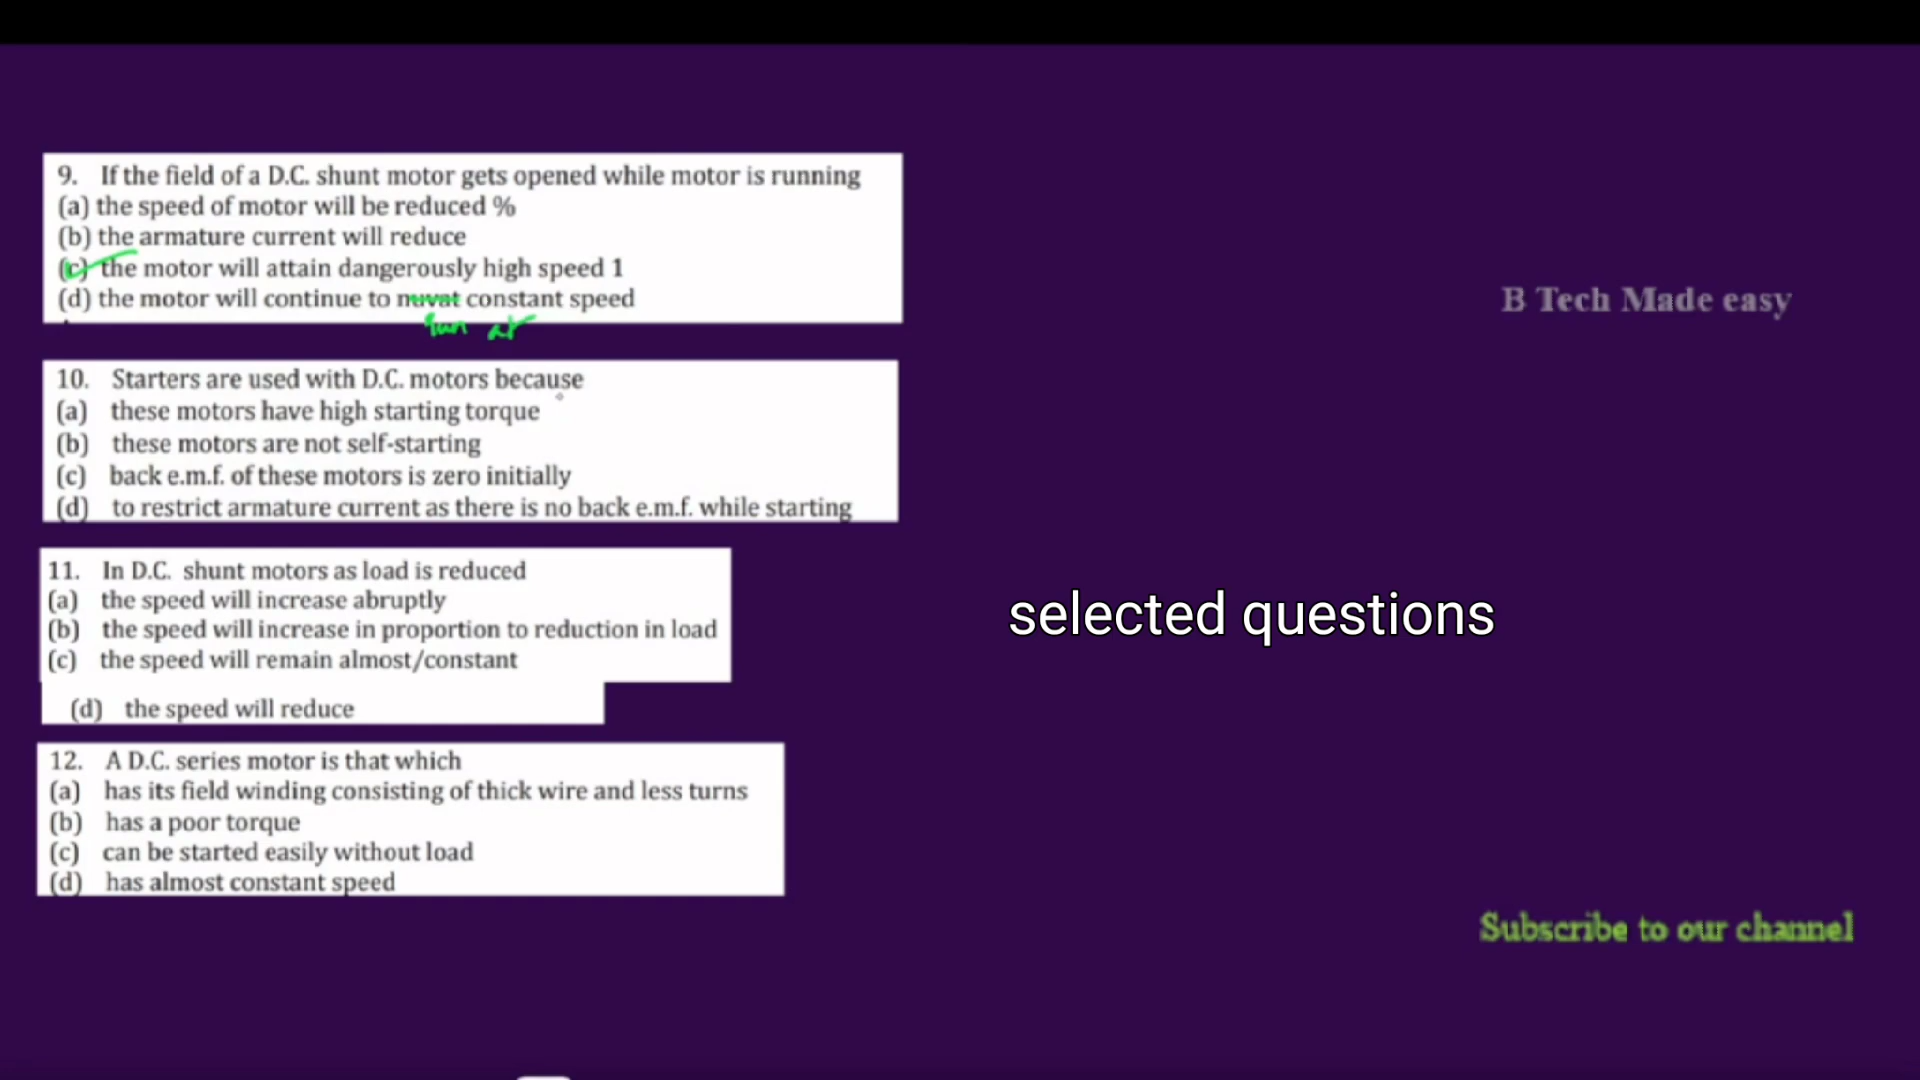 9. If the field of a D.C. shunt motor gets opened while motor is running
(a) the speed of motor will be reduced %
(b) the armature current will reduce
(c) the motor will attain dangerously high speed 1
(d) the motor will continue to nuvat constant speed
run at
10. Starters are used with D.C. motors because
(a) these motors have high starting torque
(b) these motors are not self-starting
(c) back e.m.f. of these motors is zero initially
(d) to restrict armature current as there is no back e.m.f. while starting
11. In D.C. shunt motors as load is reduced
(a) the speed will increase abruptly
(b) the speed will increase in proportion to reduction in load
(c) the speed will remain almost/constant
(d) the speed will reduce
12. A D.C. series motor is that which
(a) has its field winding consisting of thick wire and less turns
(b) has a poor torque
(c) can be started easily without load
(d) has almost constant speed
B Tech Made easy
selected questions
Subscribe to our channel